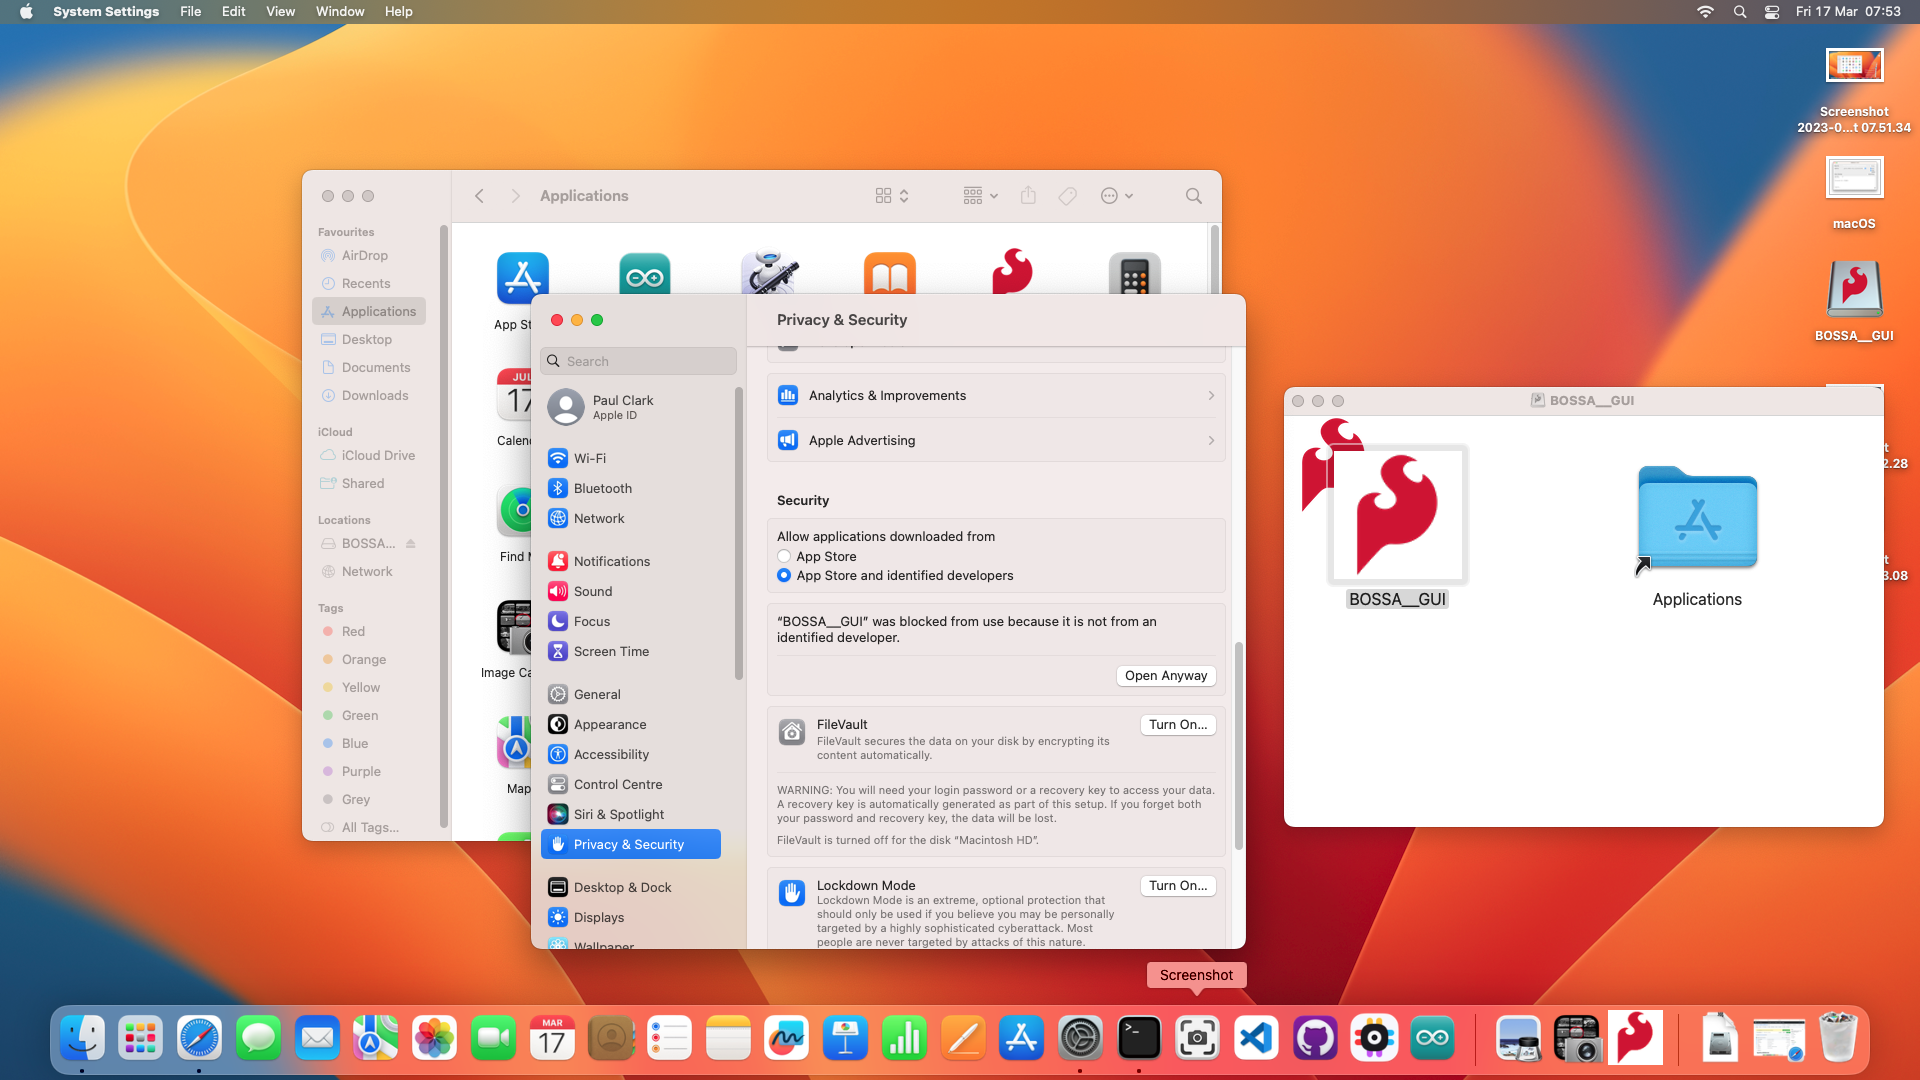 System Settings File Edit View Window Help
Fri 17 Mar 07:53
Screenshot
2023-0...t 07.51.34
macOS
BOSSA__GUI
Applications
Favourites
AirDrop
Recents
Applications
Desktop
Documents
Downloads
iCloud
iCloud Drive
Shared
Locations
BOSSA...
Network
Tags
Red
Orange
Yellow
Green
Blue
Purple
Grey
All Tags...
App St
JUL
17
Calen
Find M
Image Ca
Map
Privacy & Security
Search
Paul Clark
Apple ID
Wi-Fi
Bluetooth
Network
Notifications
Sound
Focus
Screen Time
General
Appearance
Accessibility
Control Centre
Siri & Spotlight
Privacy & Security
Desktop & Dock
Displays
Wallpaper
Analytics & Improvements
Apple Advertising
Security
Allow applications downloaded from
App Store
App Store and identified developers
“BOSSA__GUI” was blocked from use because it is not from an
identified developer.
Open Anyway
FileVault
Turn On...
FileVault secures the data on your disk by encrypting its
content automatically.
WARNING: You will need your login password or a recovery key to access your data.
A recovery key is automatically generated as part of this setup. If you forget both
your password and recovery key, the data will be lost.
FileVault is turned off for the disk “Macintosh HD”.
Lockdown Mode
Turn On...
Lockdown Mode is an extreme, optional protection that
should only be used if you believe you may be personally
targeted by a highly sophisticated cyberattack. Most
people are never targeted by attacks of this nature.
BOSSA__GUI
BOSSA__GUI
Applications
t
2.28
t
3.08
Screenshot
MAR
17